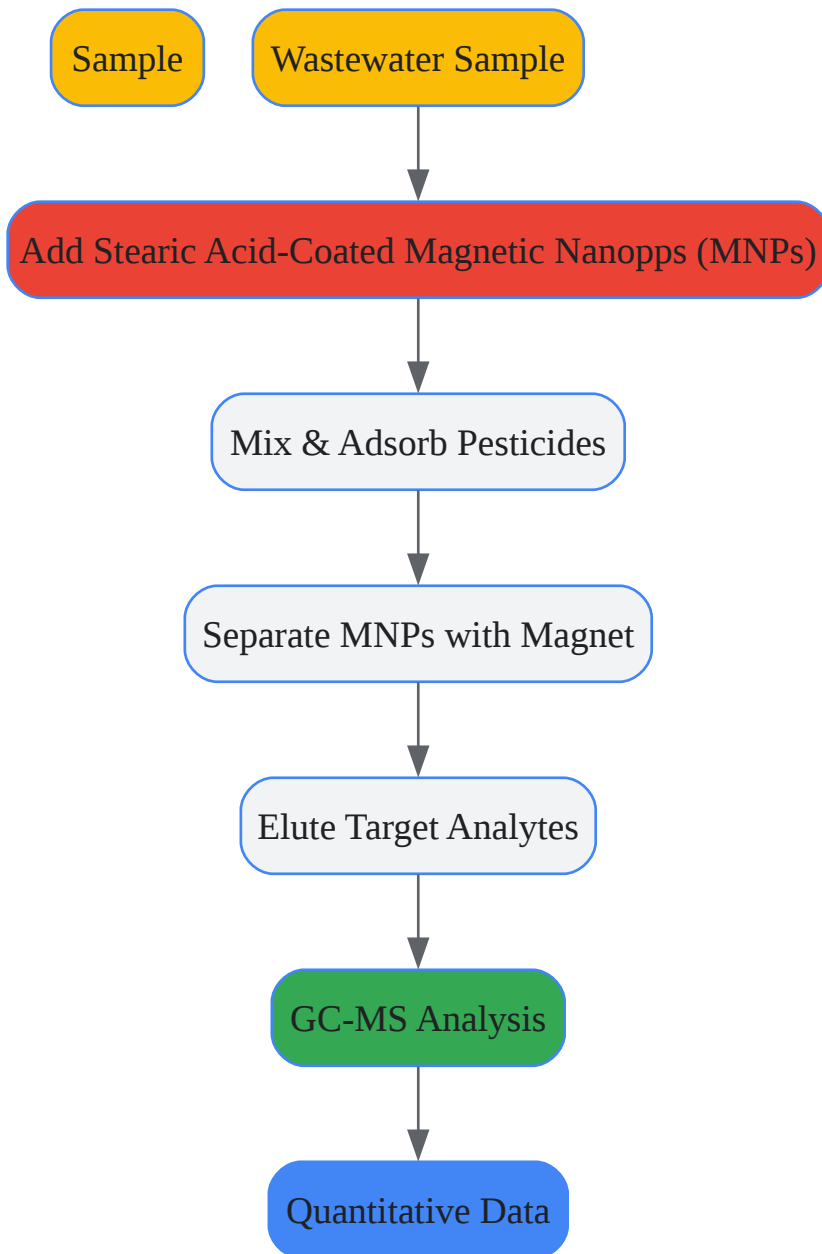 Sample
Wastewater Sample
Add Stearic Acid-Coated Magnetic Nanopps (MNPs)
Mix & Adsorb Pesticides
Separate MNPs with Magnet
Elute Target Analytes
GC-MS Analysis
Quantitative Data